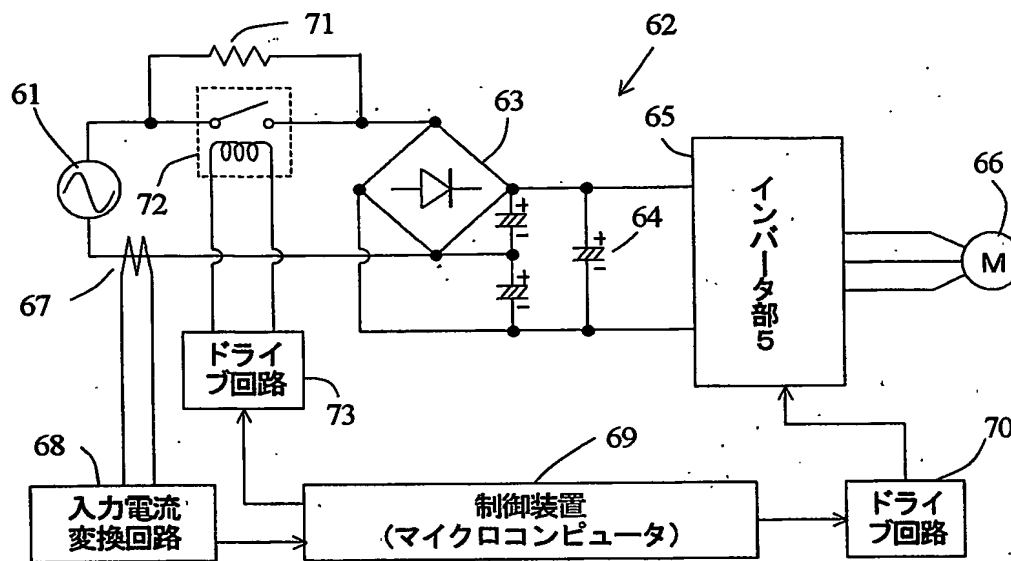 71
62
61
63
65
72
64
66
インバータ部5
M
67
ドライ
ブ回路
73
68
69
70
入力電流
変換回路
制御装置
(マイクロコンピュータ)
ドライ
ブ回路
+
-
+
-
+
-